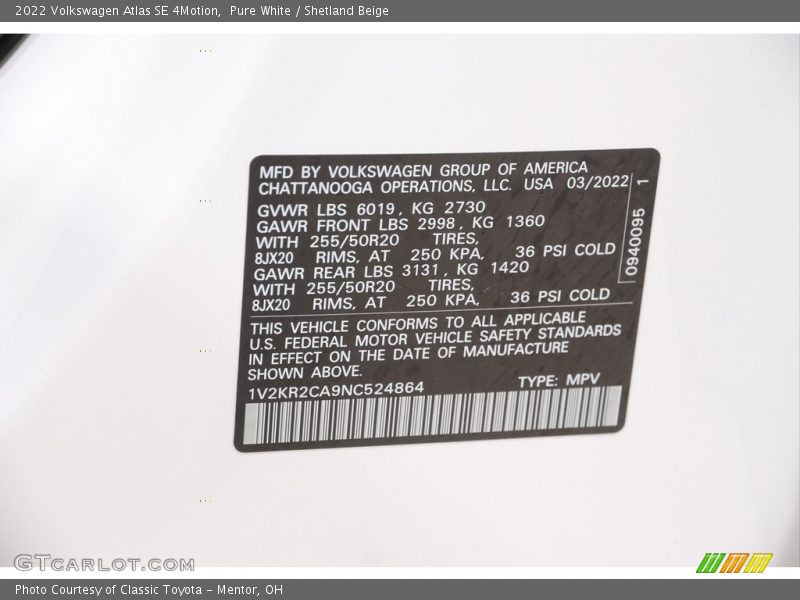 2022 Volkswagen Atlas SE 4Motion, Pure White / Shetland Beige
MFD BY VOLKSWAGEN GROUP OF AMERICA
CHATTANOOGA OPERATIONS, LLC. USA 03/2022
GVWR LBS 6019, KG 2730
GAWR FRONT LBS 2998, KG 1360
WITH 255/50R20 TIRES,
8JX20 RIMS, AT 250 KPA, 36 PSI COLD
GAWR REAR LBS 3131, KG 1420
WITH 255/50R20 TIRES,
8JX20 RIMS, AT 250 KPA, 36 PSI COLD
0940095 1
THIS VEHICLE CONFORMS TO ALL APPLICABLE
U.S. FEDERAL MOTOR VEHICLE SAFETY STANDARDS
IN EFFECT ON THE DATE OF MANUFACTURE
SHOWN ABOVE.
1V2KR2CA9NC524864 TYPE: MPV
GTCARLOT.COM
Photo Courtesy of Classic Toyota - Mentor, OH